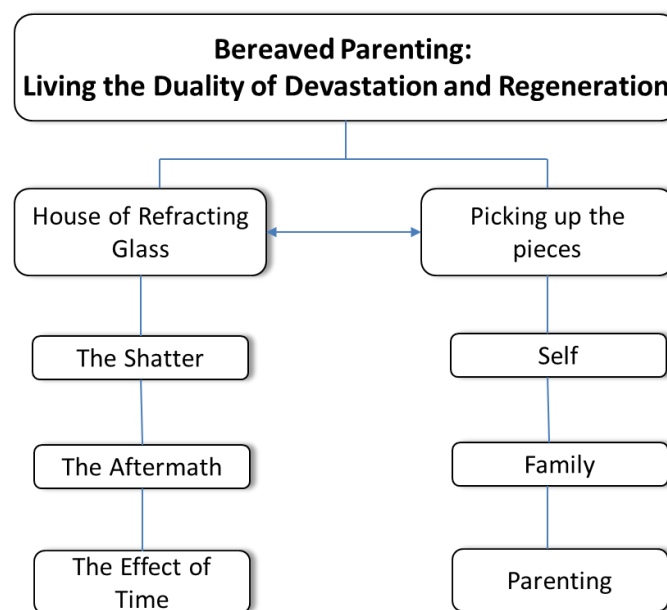 Bereaved Parenting:
Living the Duality of Devastation and Regeneration
House of Refracting
Glass
Picking up the
pieces
The Shatter
Self
The Aftermath
Family
The Effect of
Time
Parenting